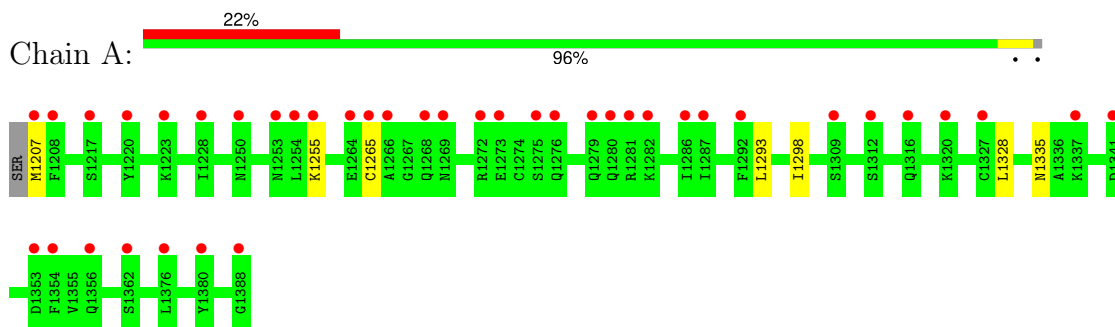 22%
Chain A:
96%
. .
SER M1207 F1208 S1217 Y1220 K1223 I1228 N1250 N1253 L1254 K1255 E1264 C1265 A1266 G1267 Q1268 N1269 R1272 E1273 C1274 S1275 Q1276 Q1279 Q1280 R1281 K1282 I1286 I1287 F1292 L1293 I1298 S1309 S1312 Q1316 K1320 C1327 L1328 N1335 A1336 K1337 D1341
D1353 F1354 V1355 Q1356 S1362 L1376 Y1380 G1388